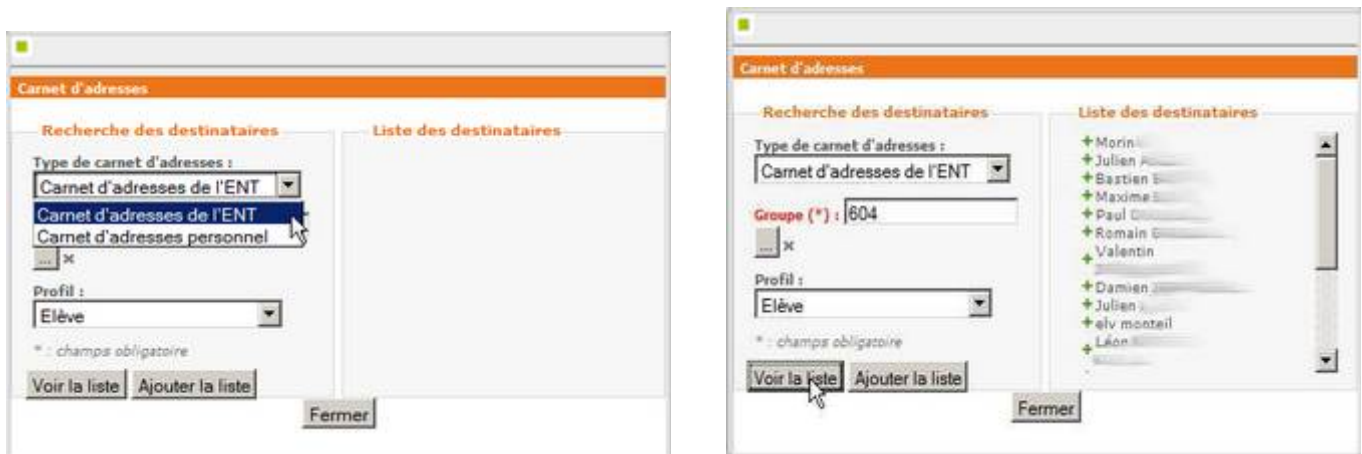 Carnet d'adresses
Recherche des destinataires
Type de carnet d'adresses :
Carnet d'adresses de l'ENT
Carnet d'adresses de l'ENT
Carnet d'adresses personnel
...
Profil :
Elève
* : champs obligatoire
Voir la liste Ajouter la liste
Liste des destinataires
Fermer
Carnet d'adresses
Recherche des destinataires
Type de carnet d'adresses :
Carnet d'adresses de l'ENT
Groupe (*) : 604
...
Profil :
Elève
* : champs obligatoire
Voir la liste Ajouter la liste
Liste des destinataires
Morin
Julien
Bastien
Maxime
Paul
Romain
Valentin
Damien
Julien
elv monteil
Léon
Fermer